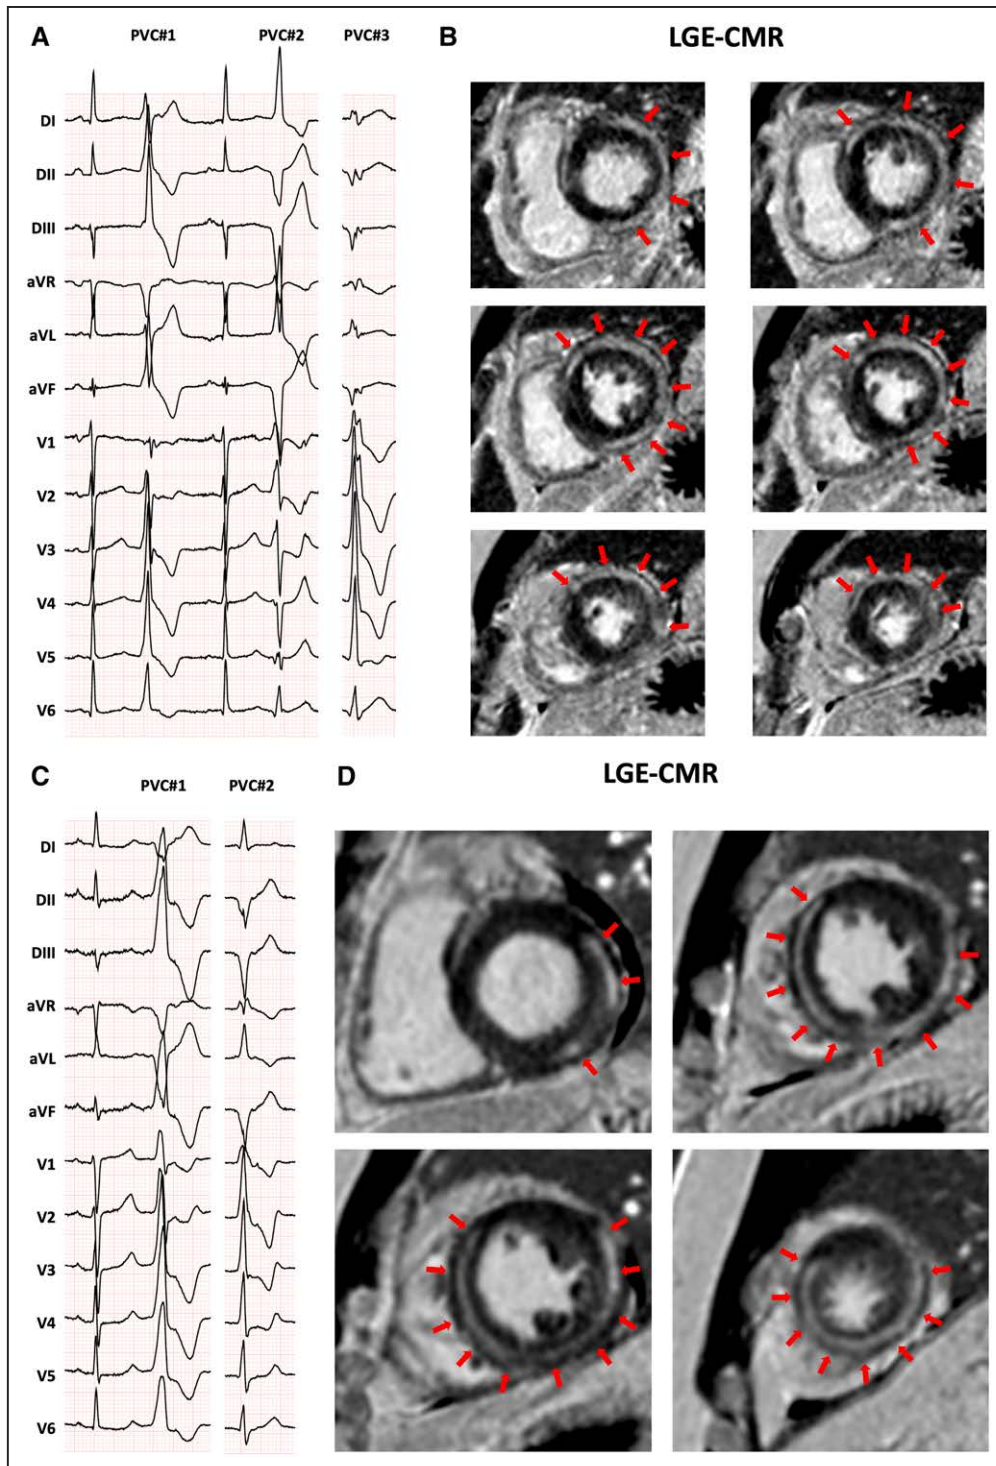 A
PVC#1 PVC#2 PVC#3
DI
DII
DIII
aVR
aVL
aVF
V1
V2
V3
V4
V5
V6
B
LGE-CMR
C
PVC#1 PVC#2
DI
DII
DIII
aVR
aVL
aVF
V1
V2
V3
V4
V5
V6
D
LGE-CMR